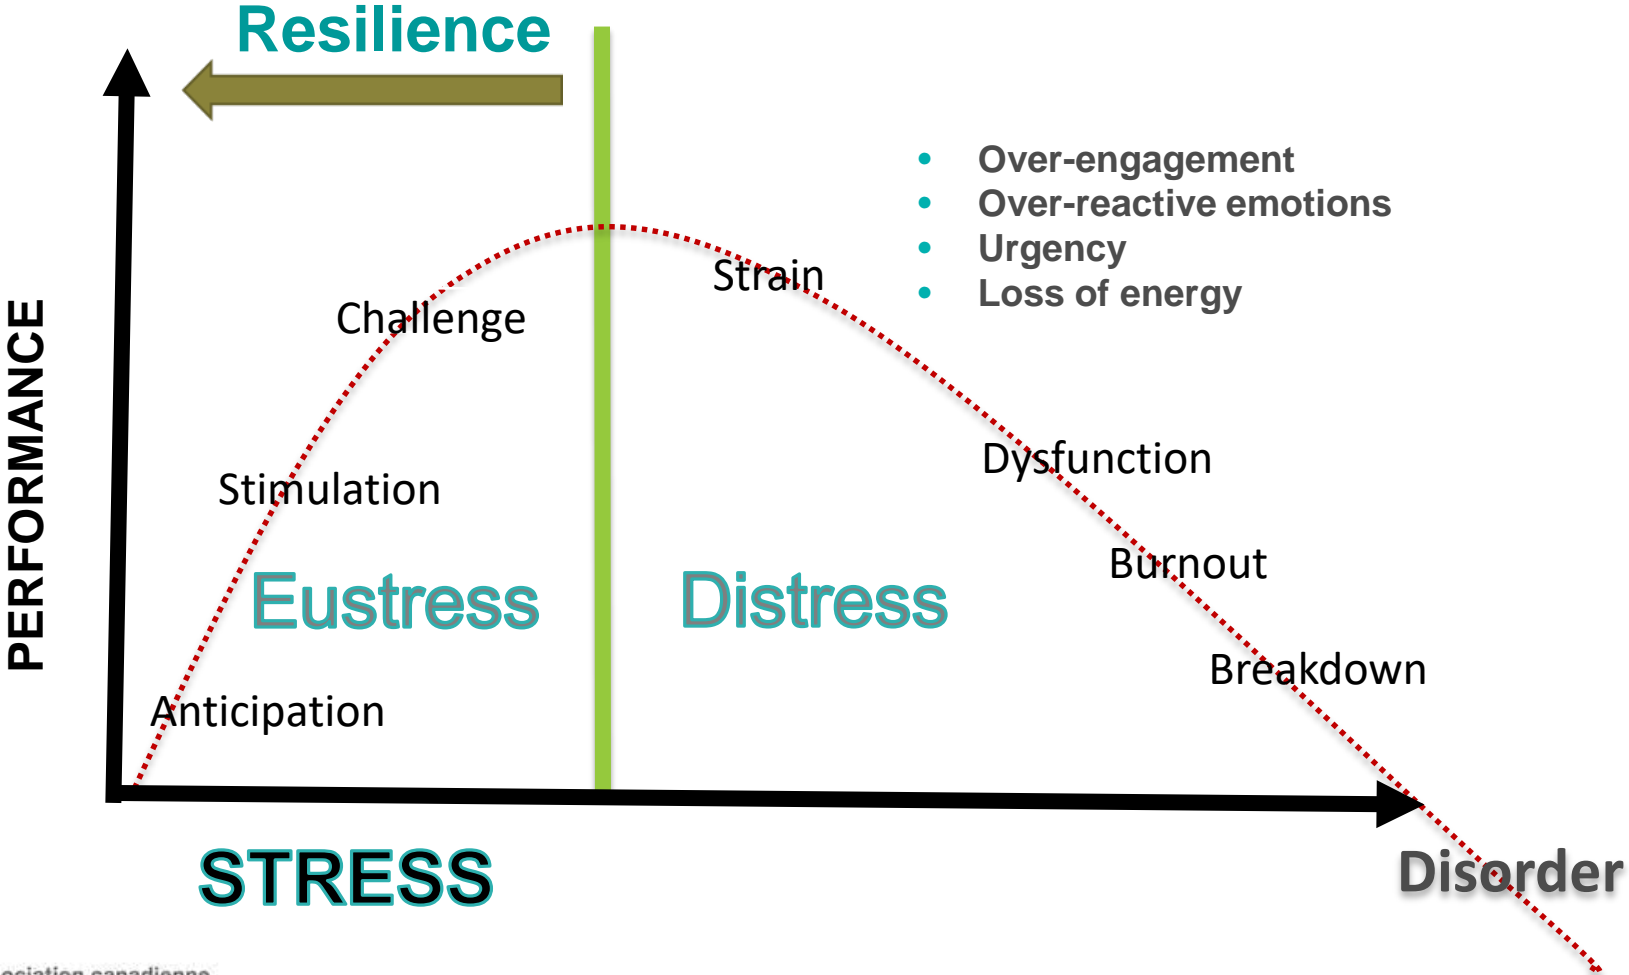 Resilience
Over-engagement
Over-reactive emotions
Urgency
Loss of energy
Strain
Challenge
PERFORMANCE
Stimulation
Dysfunction
Burnout
Eustress
Distress
Breakdown
Anticipation
STRESS
Disorder
canadienne